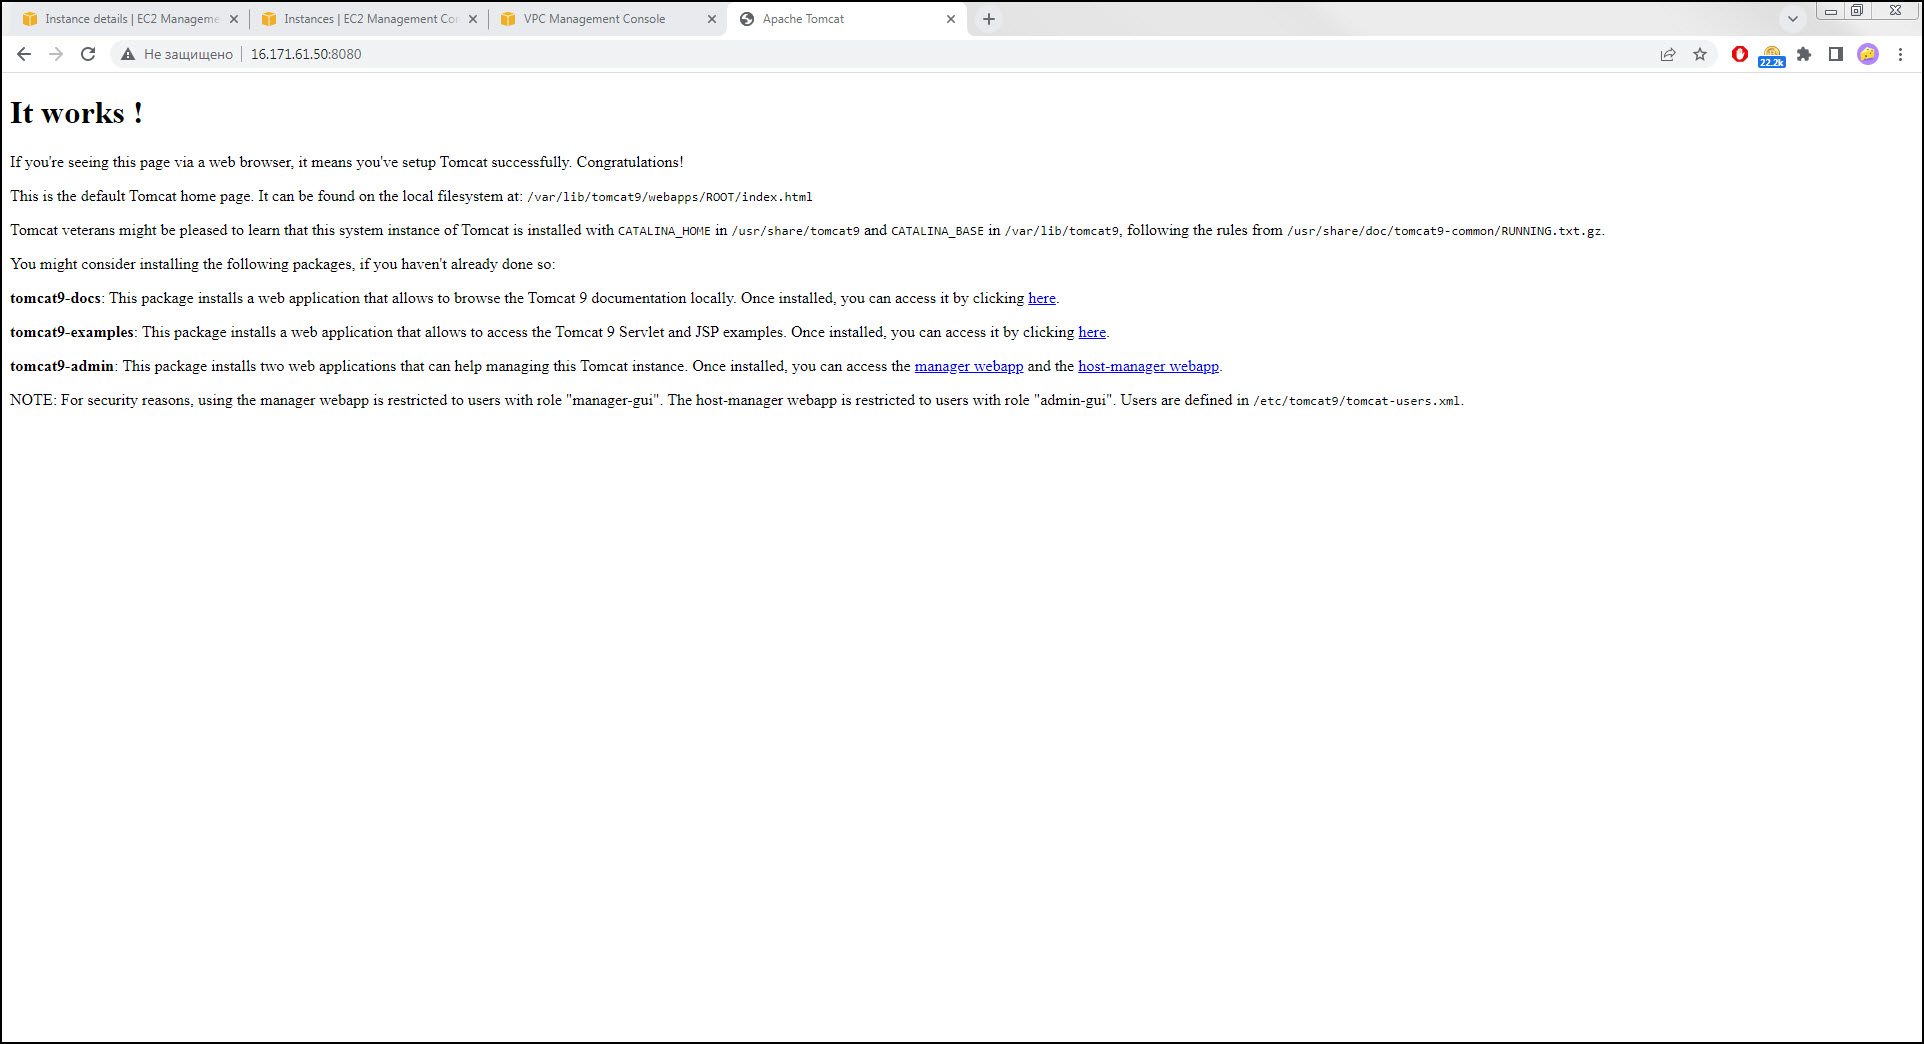 Instance details | EC2 Manageme
Instances | EC2 Management Con
VPC Management Console
Apache Tomcat
Не защищено
16.171.61.50:8080
22.2k
It works !
If you're seeing this page via a web browser, it means you've setup Tomcat successfully. Congratulations!
This is the default Tomcat home page. It can be found on the local filesystem at: /var/lib/tomcat9/webapps/ROOT/index.html
Tomcat veterans might be pleased to learn that this system instance of Tomcat is installed with CATALINA_HOME in /usr/share/tomcat9 and CATALINA_BASE in /var/lib/tomcat9, following the rules from /usr/share/doc/tomcat9-common/RUNNING.txt.gz.
You might consider installing the following packages, if you haven't already done so:
tomcat9-docs: This package installs a web application that allows to browse the Tomcat 9 documentation locally. Once installed, you can access it by clicking here.
tomcat9-examples: This package installs a web application that allows to access the Tomcat 9 Servlet and JSP examples. Once installed, you can access it by clicking here.
tomcat9-admin: This package installs two web applications that can help managing this Tomcat instance. Once installed, you can access the manager webapp and the host-manager webapp.
NOTE: For security reasons, using the manager webapp is restricted to users with role "manager-gui". The host-manager webapp is restricted to users with role "admin-gui". Users are defined in /etc/tomcat9/tomcat-users.xml.